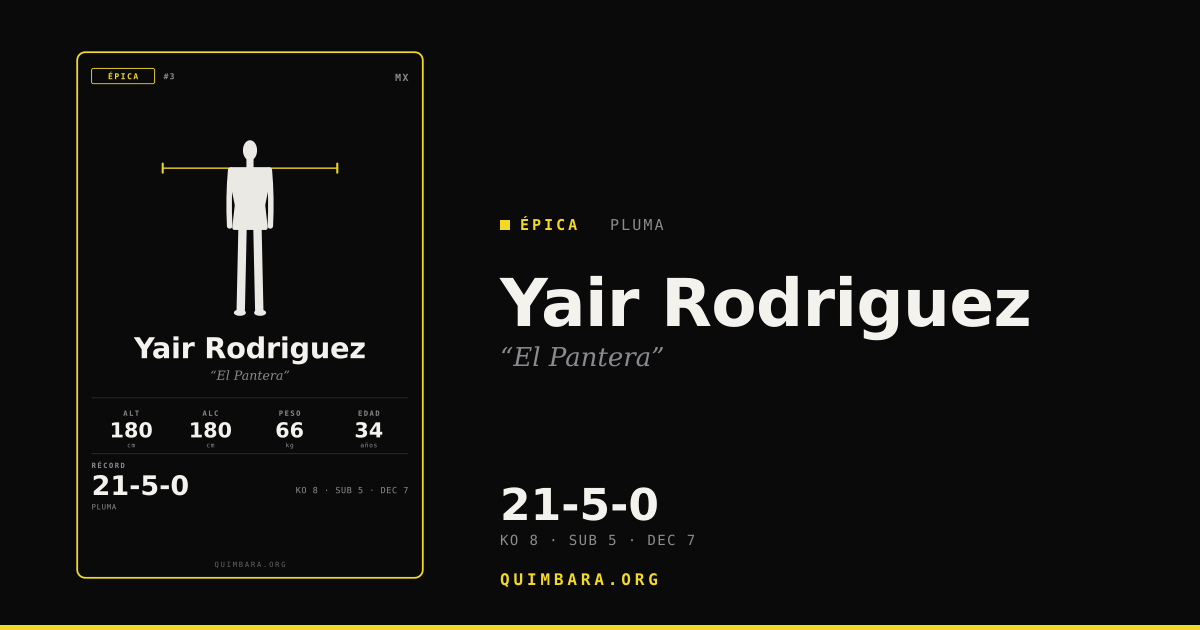 ÉPICA #3 MX
Yair Rodriguez
“El Pantera”
ALT ALC PESO EDAD
180 180 66 34
cm cm kg años
RÉCORD
21-5-0 KO 8 · SUB 5 · DEC 7
PLUMA
QUIMBARA.ORG
ÉPICA PLUMA
Yair Rodriguez
“El Pantera”
21-5-0
KO 8 · SUB 5 · DEC 7
QUIMBARA.ORG